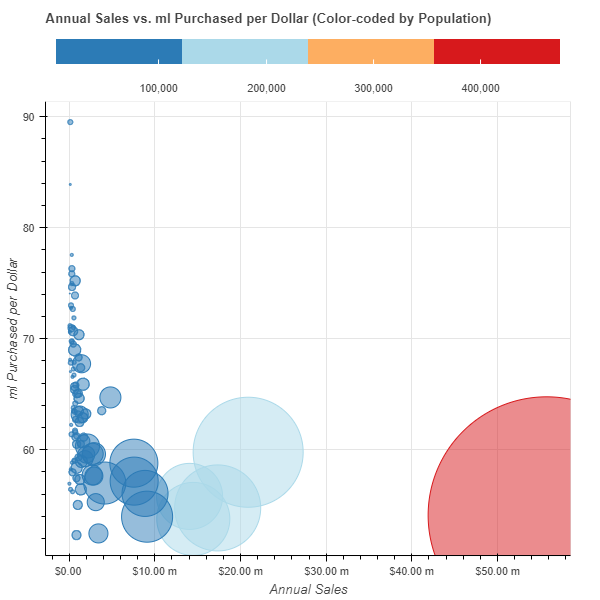 Annual Sales vs. ml Purchased per Dollar (Color-coded by Population)
100,000 200,000 300,000 400,000
90
80
70
60
ml Purchased per Dollar
$0.00 $10.00 m $20.00 m $30.00 m $40.00 m $50.00 m
Annual Sales